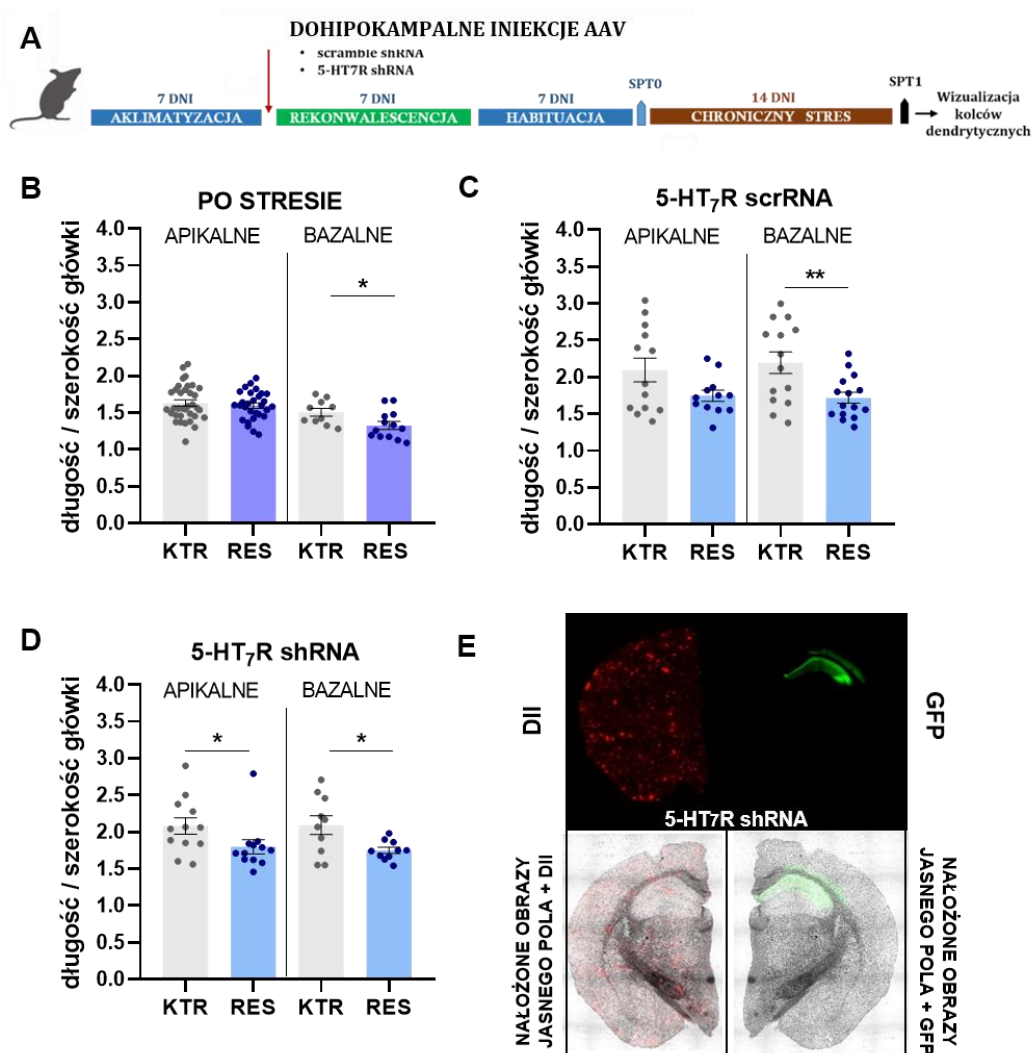 A
DOHIPOKAMPALNE INIEKCJE AAV
• scramble shRNA
• 5-HT7R shRNA
7 DNI
7 DNI
7 DNI
SPT0
14 DNI
SPT1
AKLIMATYZACJA
REKONWALESCENCJA
HABITUACJA
CHRONICZNY STRES
Wizualizacja
kolców
dendrytycznych
B
PO STRESIE
APIKALNE
BAZALNE
długość / szerokość główki
4.0
3.5
3.0
2.5
2.0
1.5
1.0
0.5
0.0
*
KTR
RES
KTR
RES
C
5-HT₇R scrRNA
APIKALNE
BAZALNE
długość / szerokość główki
4.0
3.5
3.0
2.5
2.0
1.5
1.0
0.5
0.0
**
KTR
RES
KTR
RES
D
5-HT₇R shRNA
APIKALNE
BAZALNE
długość / szerokość główki
4.0
3.5
3.0
2.5
2.0
1.5
1.0
0.5
0.0
*
*
KTR
RES
KTR
RES
E
DII
GFP
5-HT7R shRNA
NAŁOŻONE OBRAZY
JASNEGO POLA + DII
NAŁOŻONE OBRAZY
JASNEGO POLA + GFP